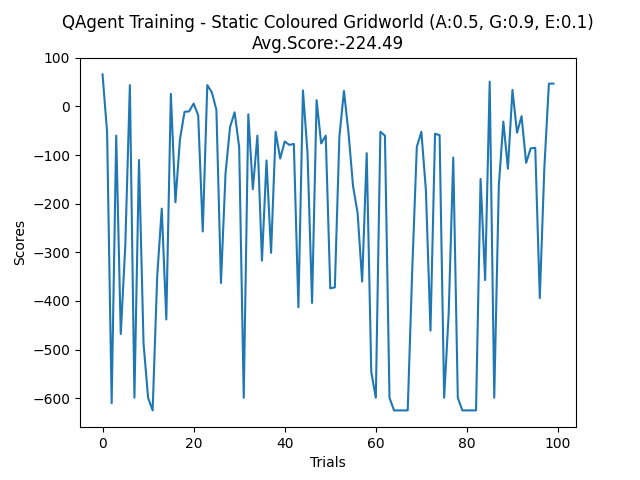 QAgent Training - Static Coloured Gridworld (A:0.5, G:0.9, E:0.1)
Avg.Score:-224.49
100
0
−100
−200
−300
−400
−500
−600
Scores
0 20 40 60 80 100
Trials